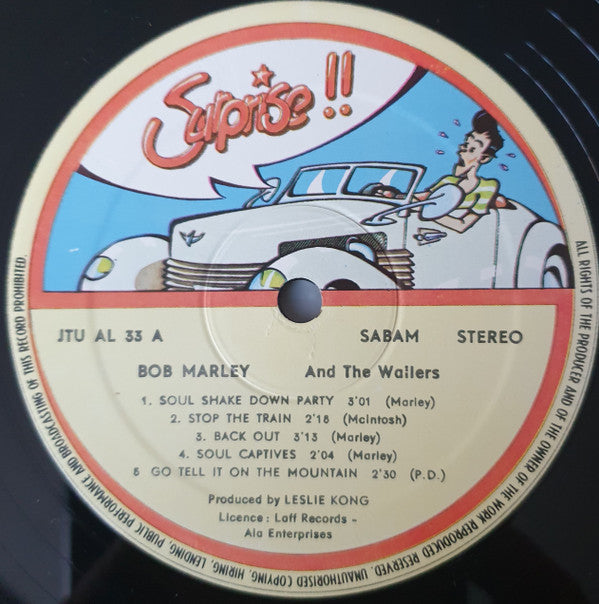 Surprise !!
JTU AL 33 A
SABAM STEREO
BOB MARLEY And The Wailers
1. SOUL SHAKE DOWN PARTY 3'01 (Marley)
2. STOP THE TRAIN 2'18 (McIntosh)
3. BACK OUT 3'13 (Marley)
4. SOUL CAPTIVES 2'04 (Marley)
5 GO TELL IT ON THE MOUNTAIN 2'30 (P.D.)
Produced by LESLIE KONG
Licence : Laff Records -
Ala Enterprises
ALL RIGHTS OF THE PRODUCER AND OF THE OWNER OF THE WORK REPRODUCED RESERVED. UNAUTHORISED COPYING, HIRING, LENDING, PUBLIC PERFORMANCE AND BROADCASTING OF THIS RECORD PROHIBITED.